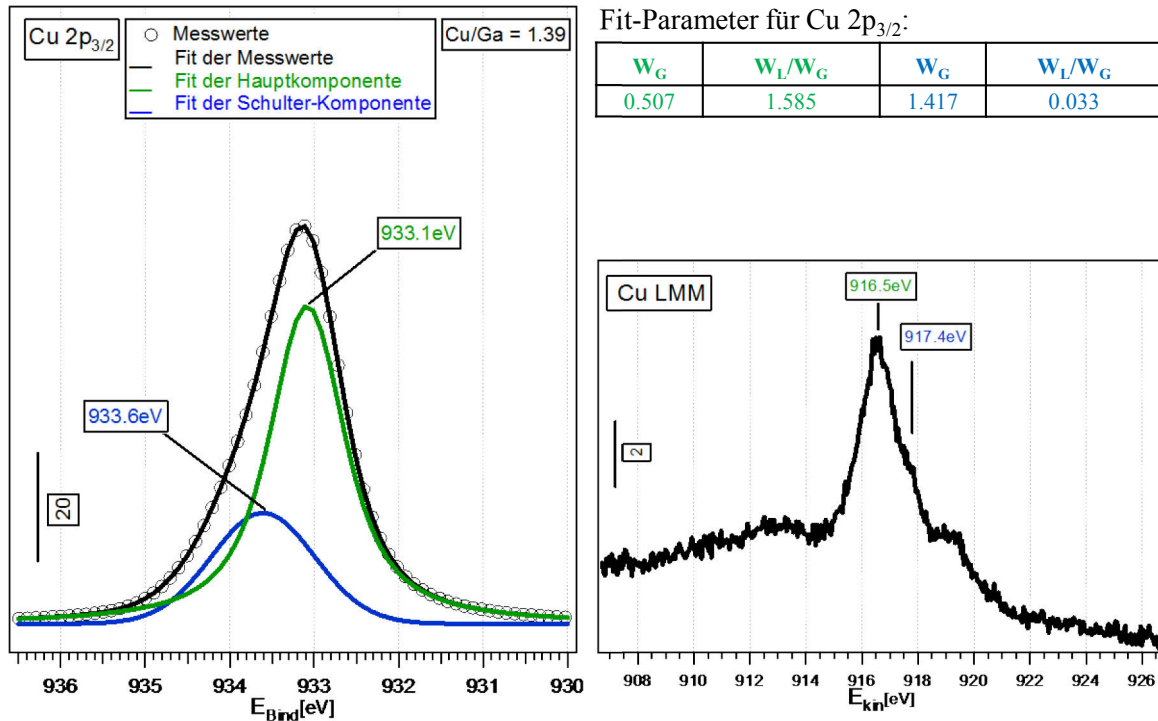 Cu 2p3/2
Messwerte
Fit der Messwerte
Fit der Hauptkomponente
Fit der Schulter-Komponente
Cu/Ga = 1.39
933.1eV
933.6eV
20
936 935 934 933 932 931 930
EBind[eV]
Fit-Parameter für Cu 2p3/2:
WG WL/WG WG WL/WG
0.507 1.585 1.417 0.033
Cu LMM
916.5eV
917.4eV
2
908 910 912 914 916 918 920 922 924 926
Ekin[eV]